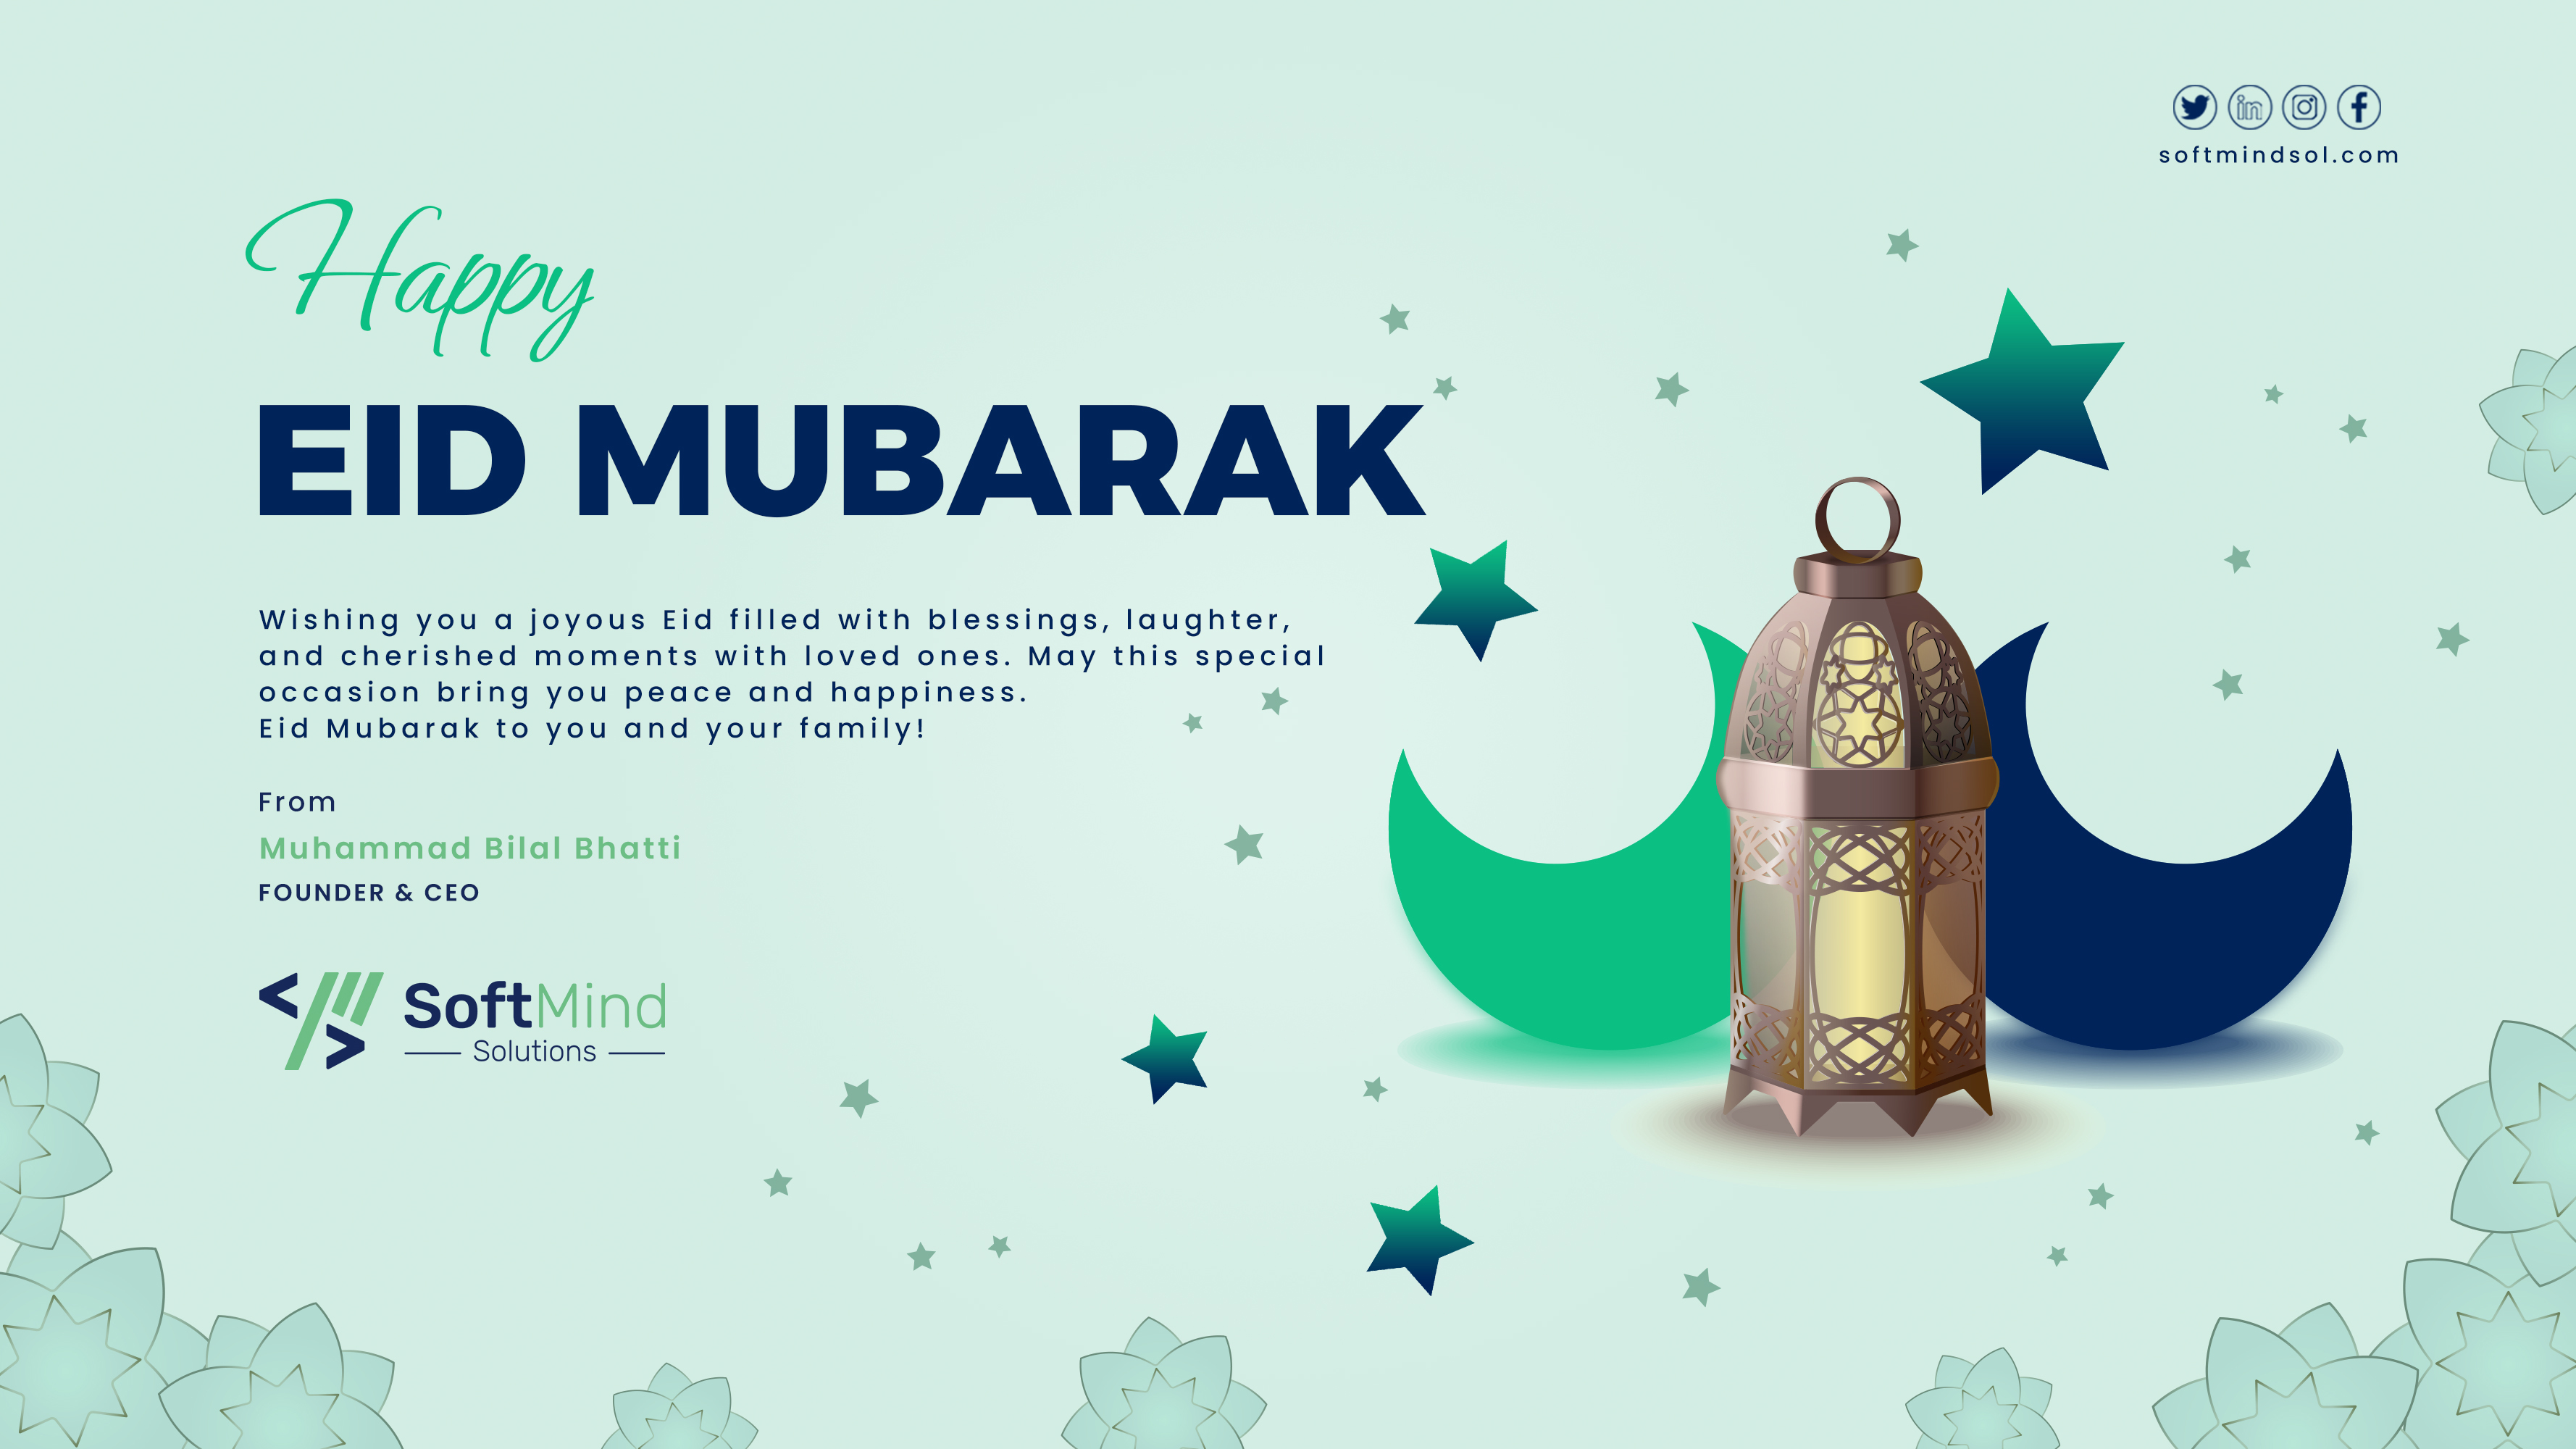 softmindsol.com
Happy
EID MUBARAK
Wishing you a joyous Eid filled with blessings, laughter,
and cherished moments with loved ones. May this special
occasion bring you peace and happiness.
Eid Mubarak to you and your family!
From
Muhammad Bilal Bhatti
FOUNDER & CEO
SoftMind
Solutions